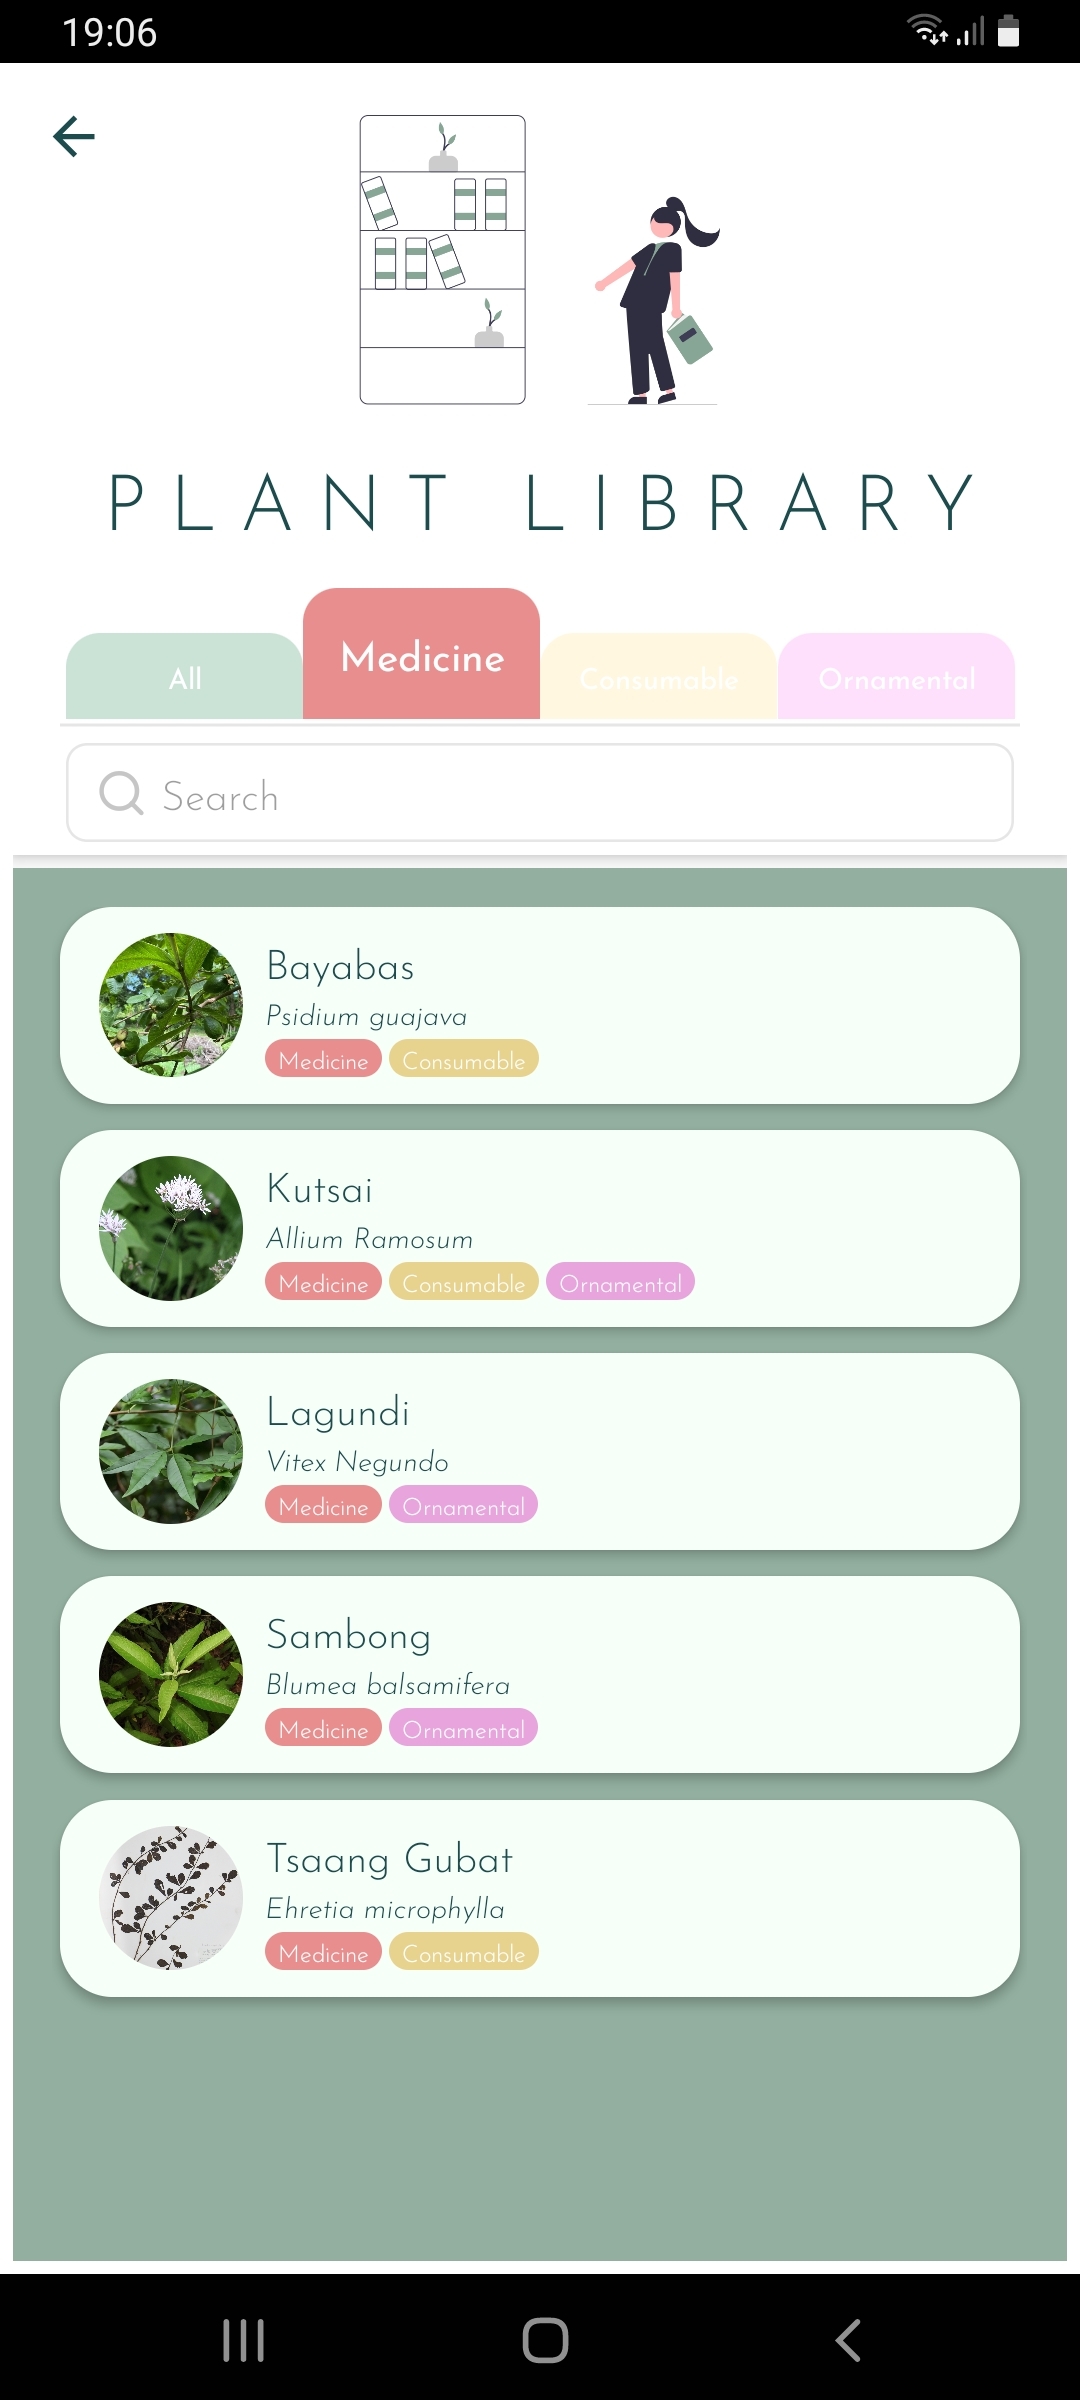 19:06
PLANT LIBRARY
All Medicine Consumable Ornamental
Search
Bayabas
Psidium guajava
Medicine Consumable
Kutsai
Allium Ramosum
Medicine Consumable Ornamental
Lagundi
Vitex Negundo
Medicine Ornamental
Sambong
Blumea balsamifera
Medicine Ornamental
Tsaang Gubat
Ehretia microphylla
Medicine Consumable